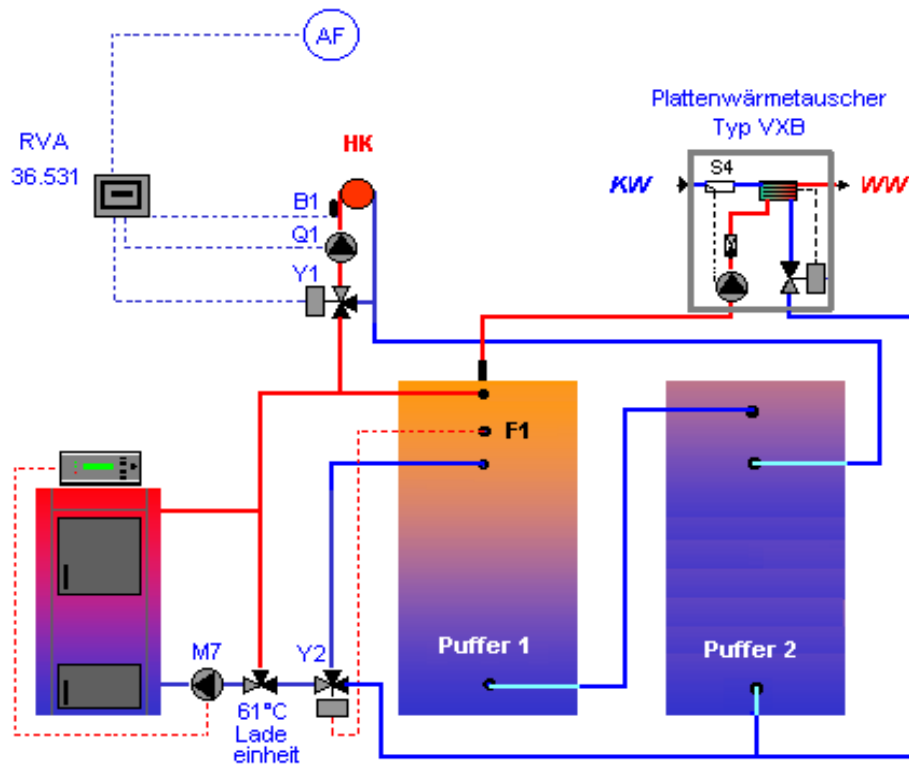 AF
Plattenwärmetauscher
Typ VXB
RVA
36.531
HK
S4
KW
WW
B1
Q1
Y1
F1
M7
Y2
Puffer 1
Puffer 2
61°C
Lade
einheit